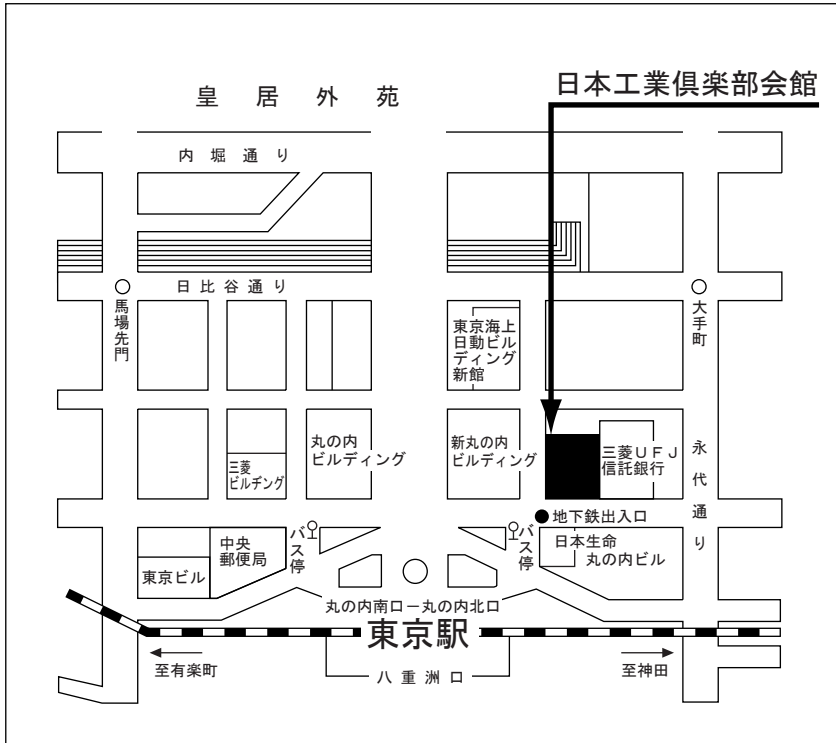 日本工業倶楽部会館
皇居外苑
内堀通り
日比谷通り
馬場先門
大手町
東京海上
日動ビル
ディング
新館
丸の内
ビルディング
新丸の内
ビルディング
三菱UFJ
信託銀行
三菱
ビルヂング
永代通り
地下鉄出入口
バス停
バス停
中央
郵便局
日本生命
丸の内ビル
東京ビル
丸の内南口ー丸の内北口
東京駅
至有楽町
至神田
八重洲口